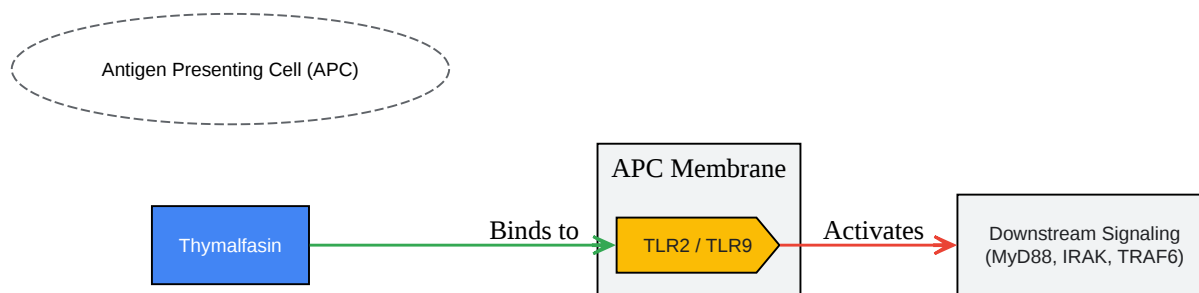 Antigen Presenting Cell (APC)
APC Membrane
Thymalfasin
Binds to
TLR2 / TLR9
Activates
Downstream Signaling
(MyD88, IRAK, TRAF6)